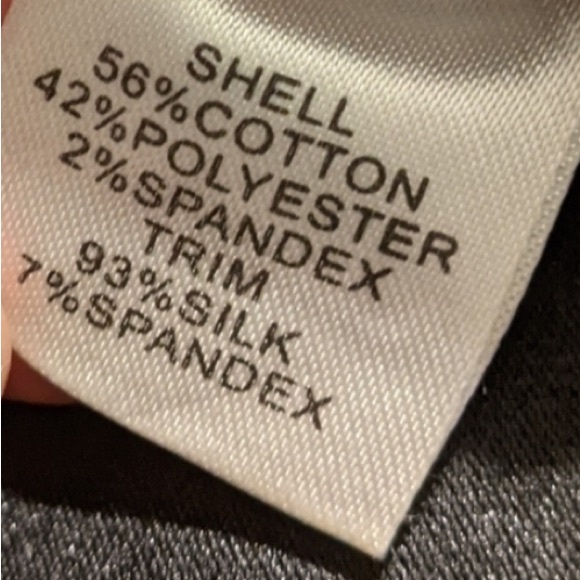 SHELL
56%COTTON
42%POLYESTER
2%SPANDEX
TRIM
93%SILK
7%SPANDEX